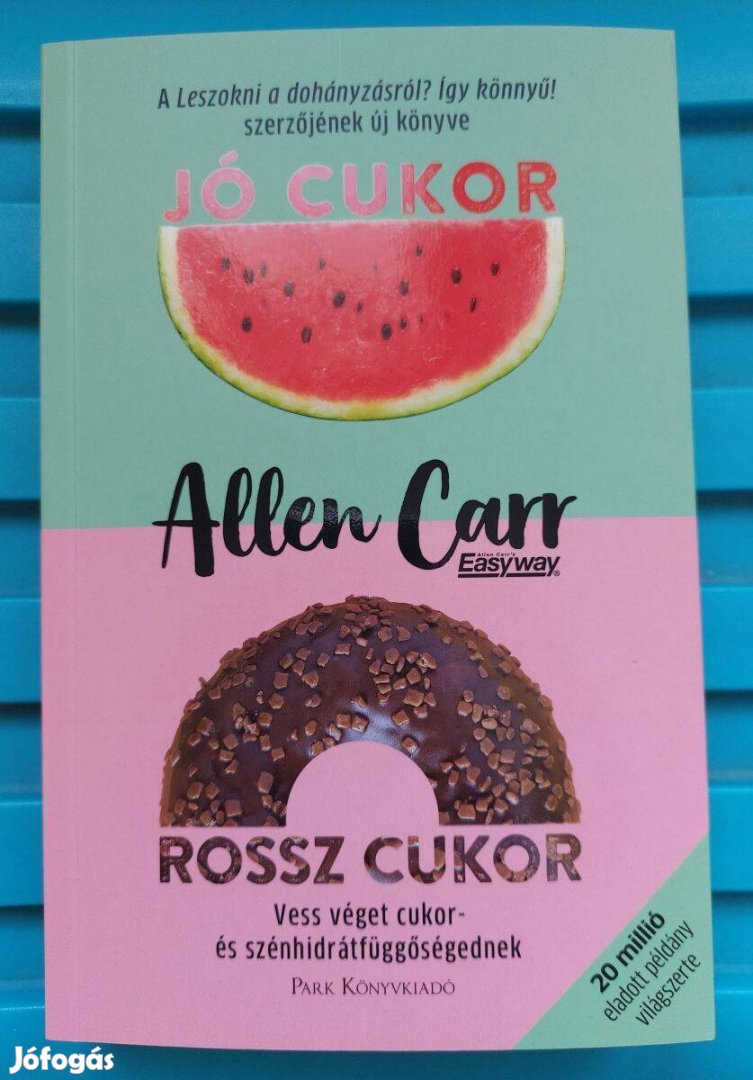 A Leszokni a dohányzásról? Így könnyű!
szerzőjének új könyve
JÓ CUKOR
Allen Carr
Allen Carr's
Easyway®
ROSSZ CUKOR
Vess véget cukor-
és szénhidrátfüggőségednek
PARK KÖNYVKIADÓ
20 millió
eladott példány
világszerte
Jófogás